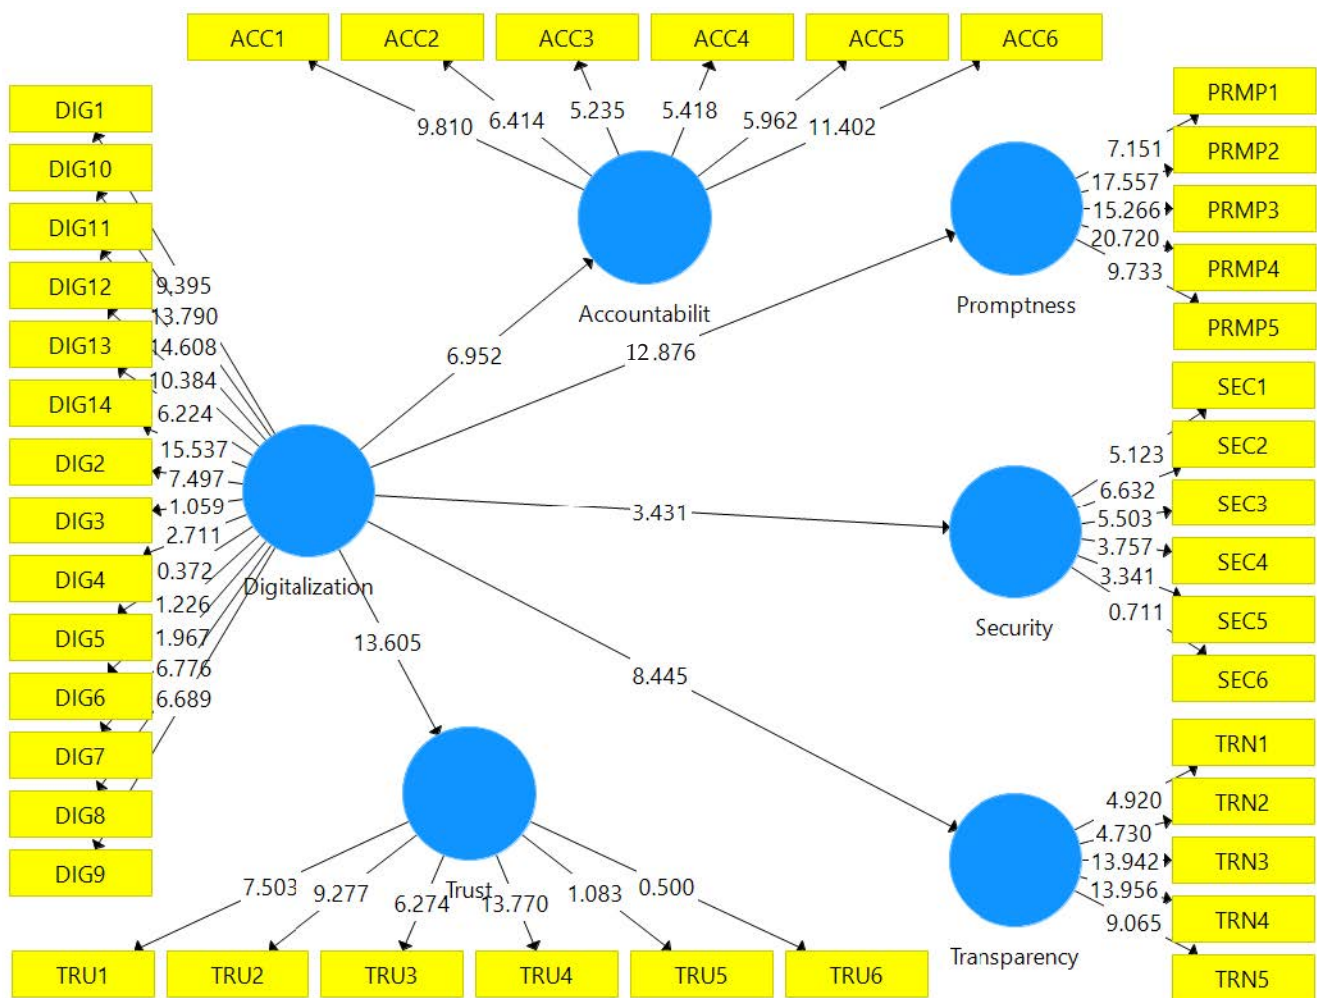 ACC1
ACC2
ACC3
ACC4
ACC5
ACC6
9.810
6.414
5.235
5.418
5.962
11.402
Accountabilit
DIG1
DIG10
DIG11
DIG12
DIG13
DIG14
DIG2
DIG3
DIG4
DIG5
DIG6
DIG7
DIG8
DIG9
9.395
13.790
14.608
10.384
6.224
15.537
7.497
1.059
2.711
0.372
1.226
1.967
6.776
6.689
Digitalization
6.952
12.876
3.431
8.445
13.605
PRMP1
PRMP2
PRMP3
PRMP4
PRMP5
7.151
17.557
15.266
20.720
9.733
Promptness
SEC1
SEC2
SEC3
SEC4
SEC5
SEC6
5.123
6.632
5.503
3.757
3.341
0.711
Security
TRN1
TRN2
TRN3
TRN4
TRN5
4.920
4.730
13.942
13.956
9.065
Transparency
7.503
9.277
6.274
13.770
1.083
0.500
Trust
TRU1
TRU2
TRU3
TRU4
TRU5
TRU6